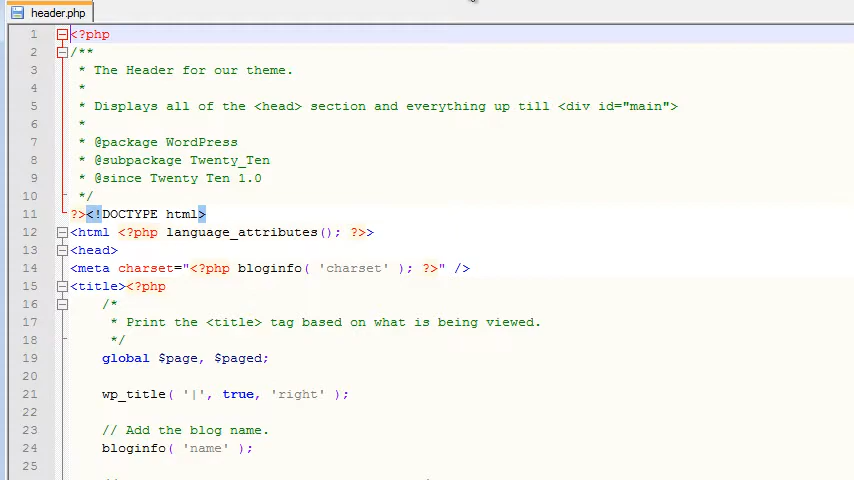 header.php
1 <?php
2 /**
3 * The Header for our theme.
4 *
5 * Displays all of the <head> section and everything up till <div id="main">
6 *
7 * @package WordPress
8 * @subpackage Twenty_Ten
9 * @since Twenty Ten 1.0
10 */
11 ?><!DOCTYPE html>
12 <html <?php language_attributes(); ?>>
13 <head>
14 <meta charset="<?php bloginfo( 'charset' ); ?>" />
15 <title><?php
16 /*
17 * Print the <title> tag based on what is being viewed.
18 */
19 global $page, $paged;
20
21 wp_title( '|', true, 'right' );
22
23 // Add the blog name.
24 bloginfo( 'name' );
25